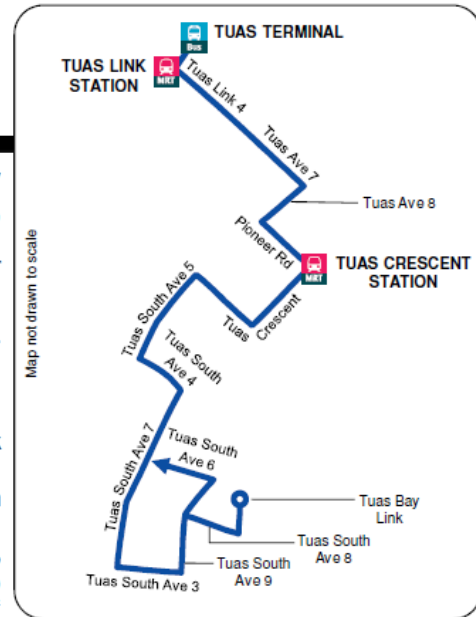 TUAS TERMINAL
Bus
TUAS LINK
STATION
MRT
Tuas Link 4
Tuas Ave 7
Tuas Ave 8
Pioneer Rd
TUAS CRESCENT
STATION
MRT
Tuas Crescent
Tuas South Ave 5
Tuas South
Ave 4
Tuas South Ave 7
Tuas South
Ave 6
Tuas Bay
Link
Tuas South
Ave 8
Tuas South
Ave 9
Tuas South Ave 3
Map not drawn to scale